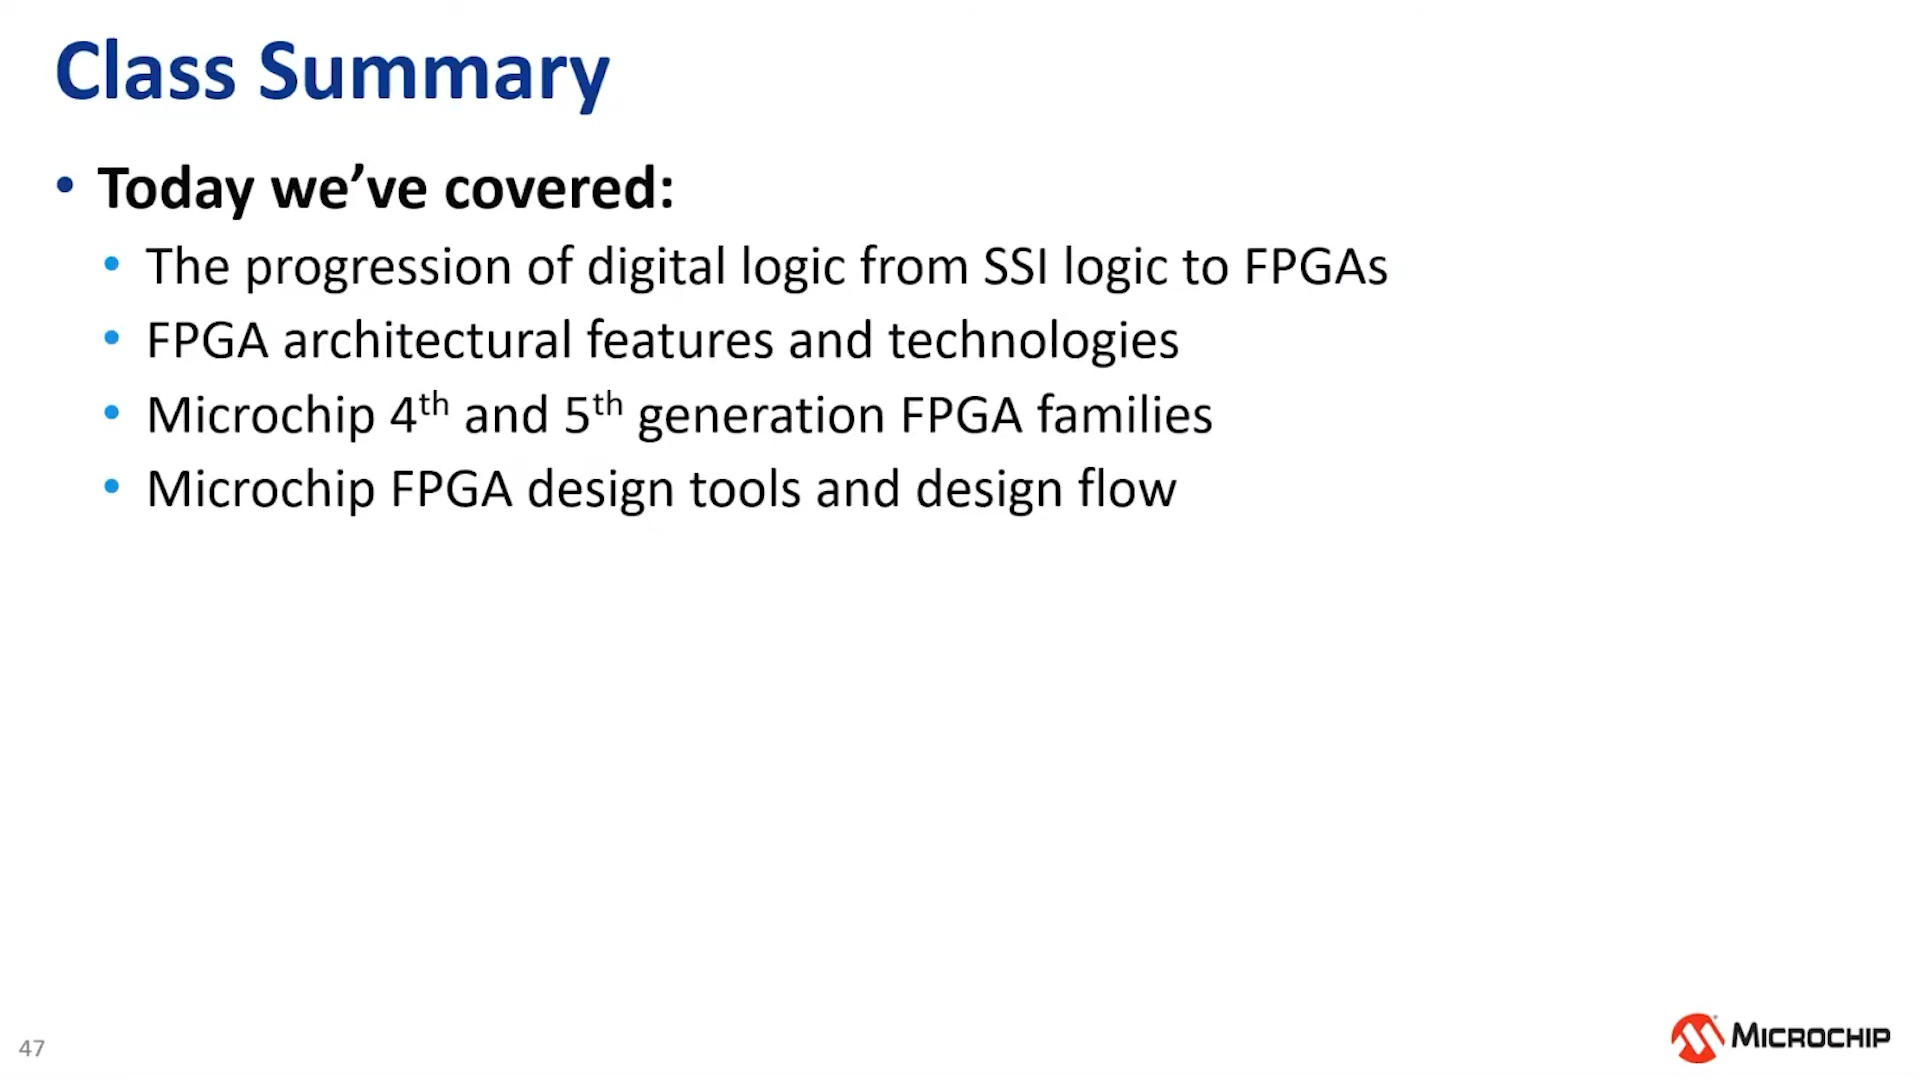 Class Summary
• Today we’ve covered:
• The progression of digital logic from SSI logic to FPGAs
• FPGA architectural features and technologies
• Microchip 4th and 5th generation FPGA families
• Microchip FPGA design tools and design flow
47
MICROCHIP